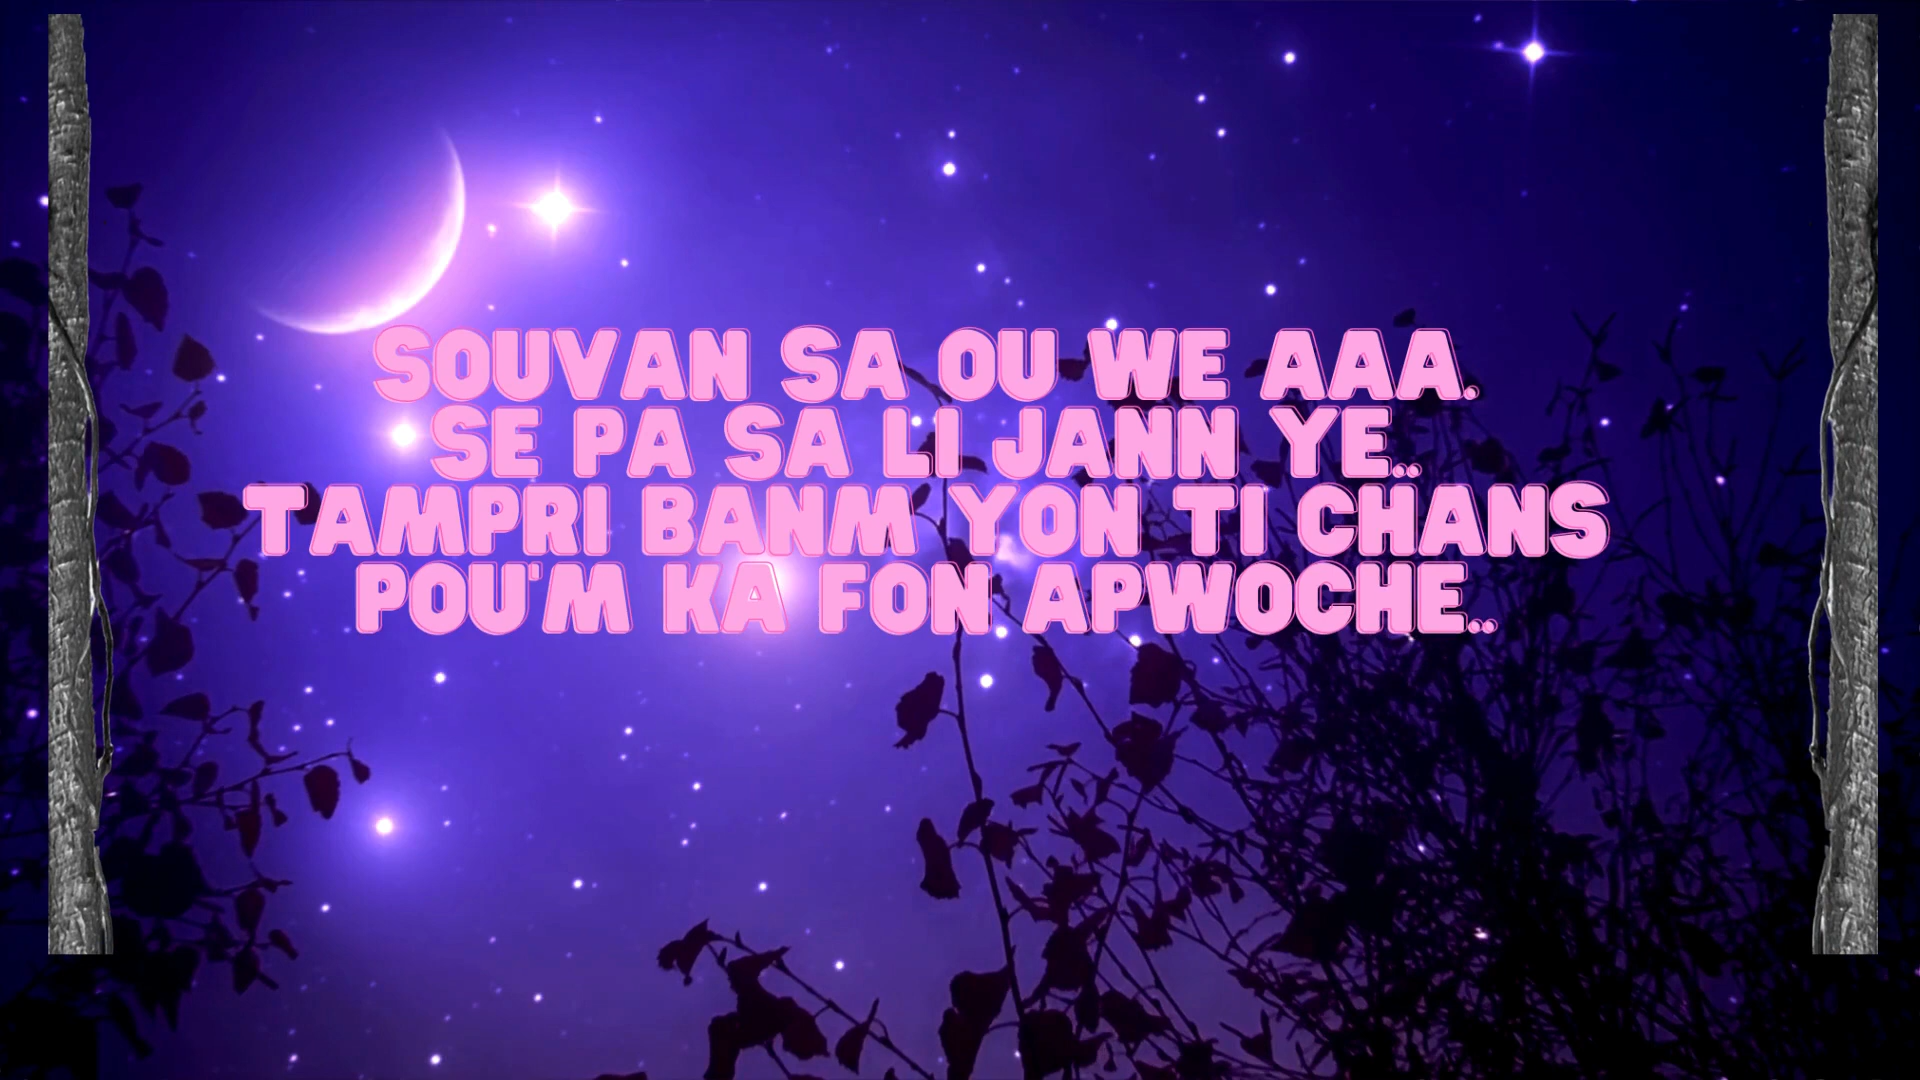 SOUVAN SA OU WE AAA.
SE PA SA LI JANN YE..
TAMPRI BANM YON TI CHANS
POU'M KA FON APWOCHE..